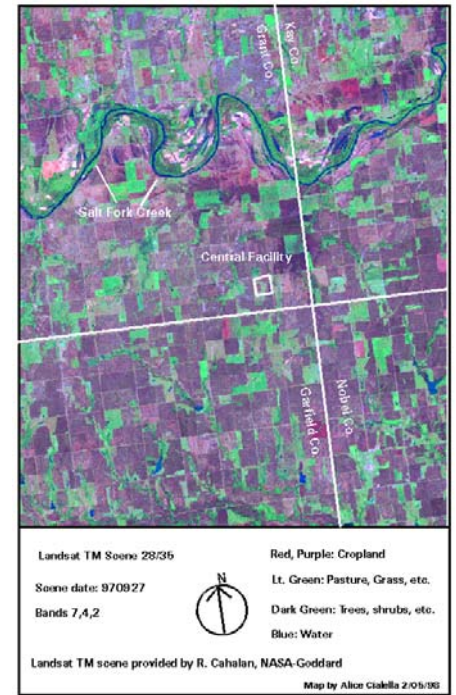 Kay Co.
Grant Co.
Salt Fork Creek
Central Facility
Nobel Co.
Garfield Co.
Landsat TM Scene 28/35
Scene date: 970927
Bands 7,4,2
N
Red, Purple: Cropland
Lt. Green: Pasture, Grass, etc.
Dark Green: Trees, shrubs, etc.
Blue: Water
Landsat TM scene provided by R. Cahalan, NASA-Goddard
Map by Alice Cialella 2/05/98